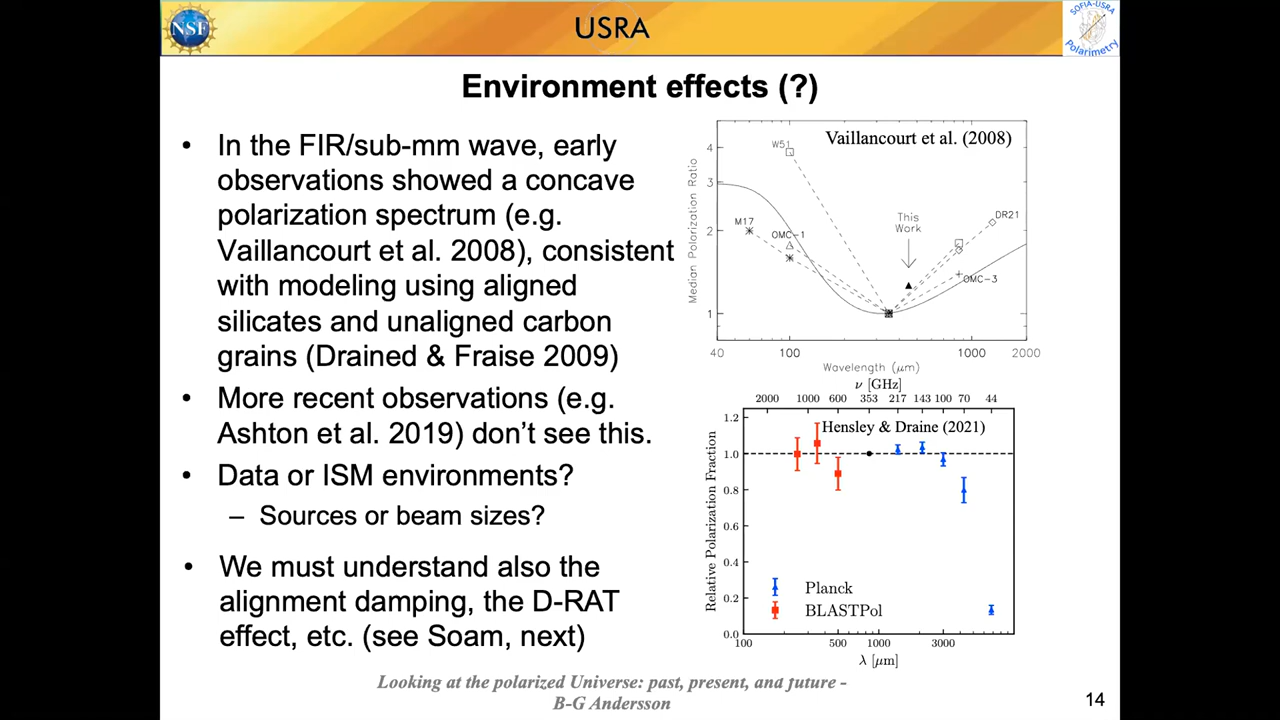 NSF
USRA
SOFIA-USRA
Polarimetry
Environment effects (?)
• In the FIR/sub-mm wave, early
observations showed a concave
polarization spectrum (e.g.
Vaillancourt et al. 2008), consistent
with modeling using aligned
silicates and unaligned carbon
grains (Drained & Fraise 2009)
• More recent observations (e.g.
Ashton et al. 2019) don't see this.
• Data or ISM environments?
– Sources or beam sizes?
• We must understand also the
alignment damping, the D-RAT
effect, etc. (see Soam, next)
Vaillancourt et al. (2008)
Median Polarization Ratio
4
3
2
1
W51
M17
OMC-1
This
Work
DR21
OMC-3
40 100 1000 2000
Wavelength (μm)
ν [GHz]
2000 1000 600 353 217 143 100 70 44
Hensley & Draine (2021)
Relative Polarization Fraction
1.2
1.0
0.8
0.6
0.4
0.2
0.0
Planck
BLASTPol
100 500 1000 3000
λ [μm]
Looking at the polarized Universe: past, present, and future -
B-G Andersson
14